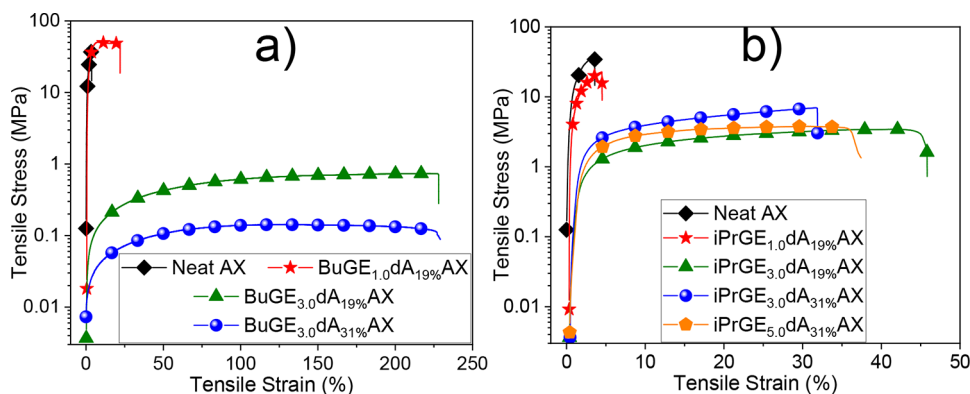 a)
Tensile Stress (MPa)
100
10
1
0.1
0.01
Neat AX
BuGE1.0dA19%AX
BuGE3.0dA19%AX
BuGE3.0dA31%AX
0 50 100 150 200 250
Tensile Strain (%)
b)
Tensile Stress (MPa)
100
10
1
0.1
0.01
Neat AX
iPrGE1.0dA19%AX
iPrGE3.0dA19%AX
iPrGE3.0dA31%AX
iPrGE5.0dA31%AX
0 10 20 30 40 50
Tensile Strain (%)